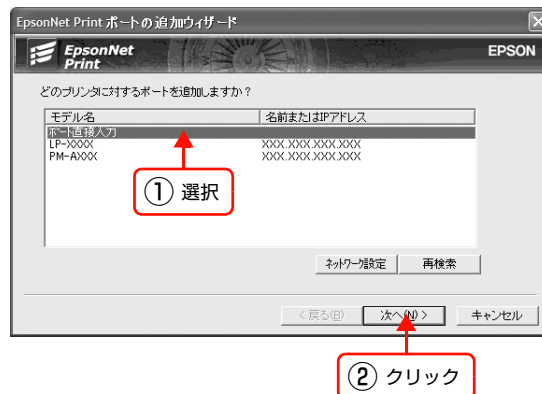 EpsonNet Print ポートの追加ウィザード
EpsonNet
Print
EPSON
どのプリンタに対するポートを追加しますか？
モデル名 名前またはIPアドレス
ポート直接入力
LP-XXXX XXX.XXX.XXX.XXX
PM-AXXX XXX.XXX.XXX.XXX
① 選択
ネットワーク設定 再検索
< 戻る(B) 次へ(N) > キャンセル
② クリック